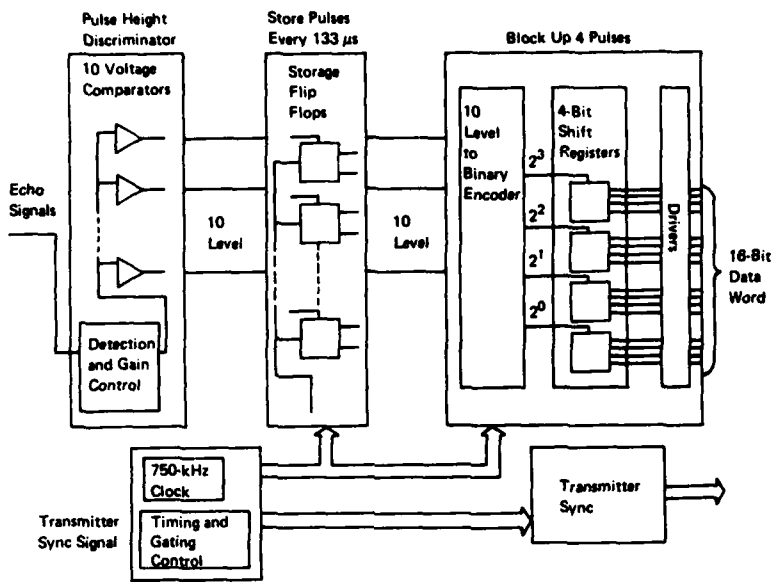 Pulse Height
Discriminator
10 Voltage
Comparators
Echo
Signals
Detection
and Gain
Control
10
Level
Store Pulses
Every 133 μs
Storage
Flip
Flops
10
Level
Block Up 4 Pulses
10
Level
to
Binary
Encoder
2³
2²
2¹
2⁰
4-Bit
Shift
Registers
Drivers
16-Bit
Data
Word
750-kHz
Clock
Transmitter
Sync Signal
Timing and
Gating
Control
Transmitter
Sync